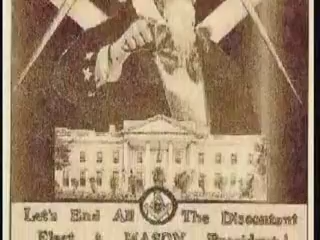 Let's End All The Discontent
Elect a MASON President